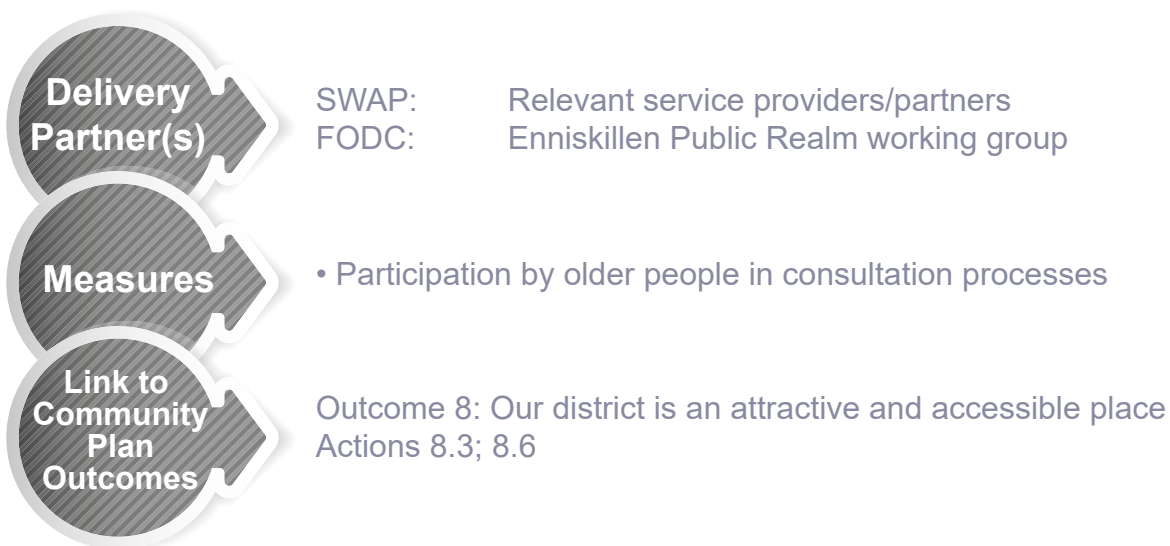 Delivery
Partner(s)
SWAP: Relevant service providers/partners
FODC: Enniskillen Public Realm working group
Measures
• Participation by older people in consultation processes
Link to
Community
Plan
Outcomes
Outcome 8: Our district is an attractive and accessible place
Actions 8.3; 8.6